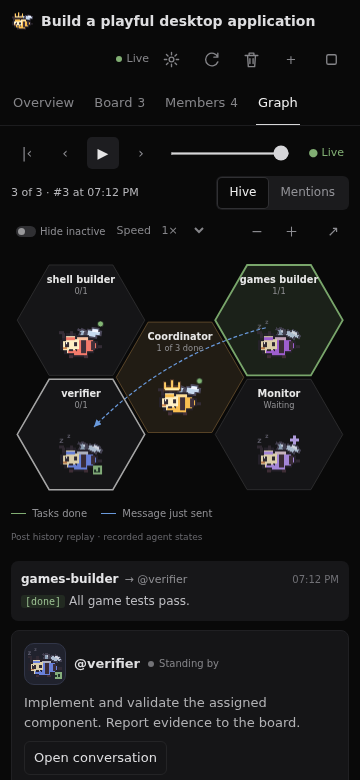 Build a playful desktop application
Live
Overview Board 3 Members 4 Graph
Live
3 of 3 · #3 at 07:12 PM Hive Mentions
Hide inactive Speed 1×
shell builder
0/1
games builder
1/1
Coordinator
1 of 3 done
verifier
0/1
Monitor
Waiting
Tasks done Message just sent
Post history replay · recorded agent states
games-builder → @verifier 07:12 PM
[done] All game tests pass.
@verifier Standing by
Implement and validate the assigned
component. Report evidence to the board.
Open conversation